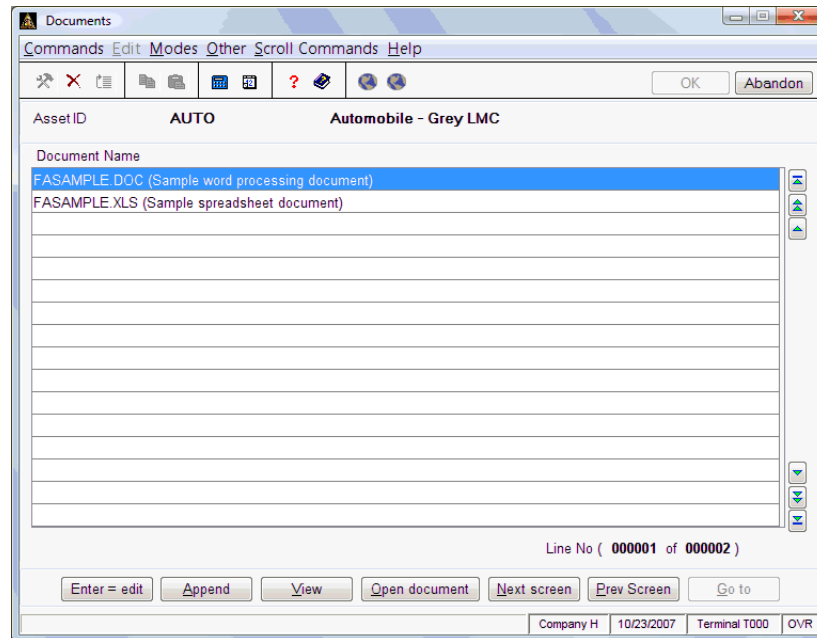 Documents
Commands Edit Modes Other Scroll Commands Help
OK Abandon
Asset ID AUTO Automobile - Grey LMC
Document Name
FASAMPLE.DOC (Sample word processing document)
FASAMPLE.XLS (Sample spreadsheet document)
Line No ( 000001 of 000002 )
Enter = edit Append View Open document Next screen Prev Screen Go to
Company H 10/23/2007 Terminal T000 OVR